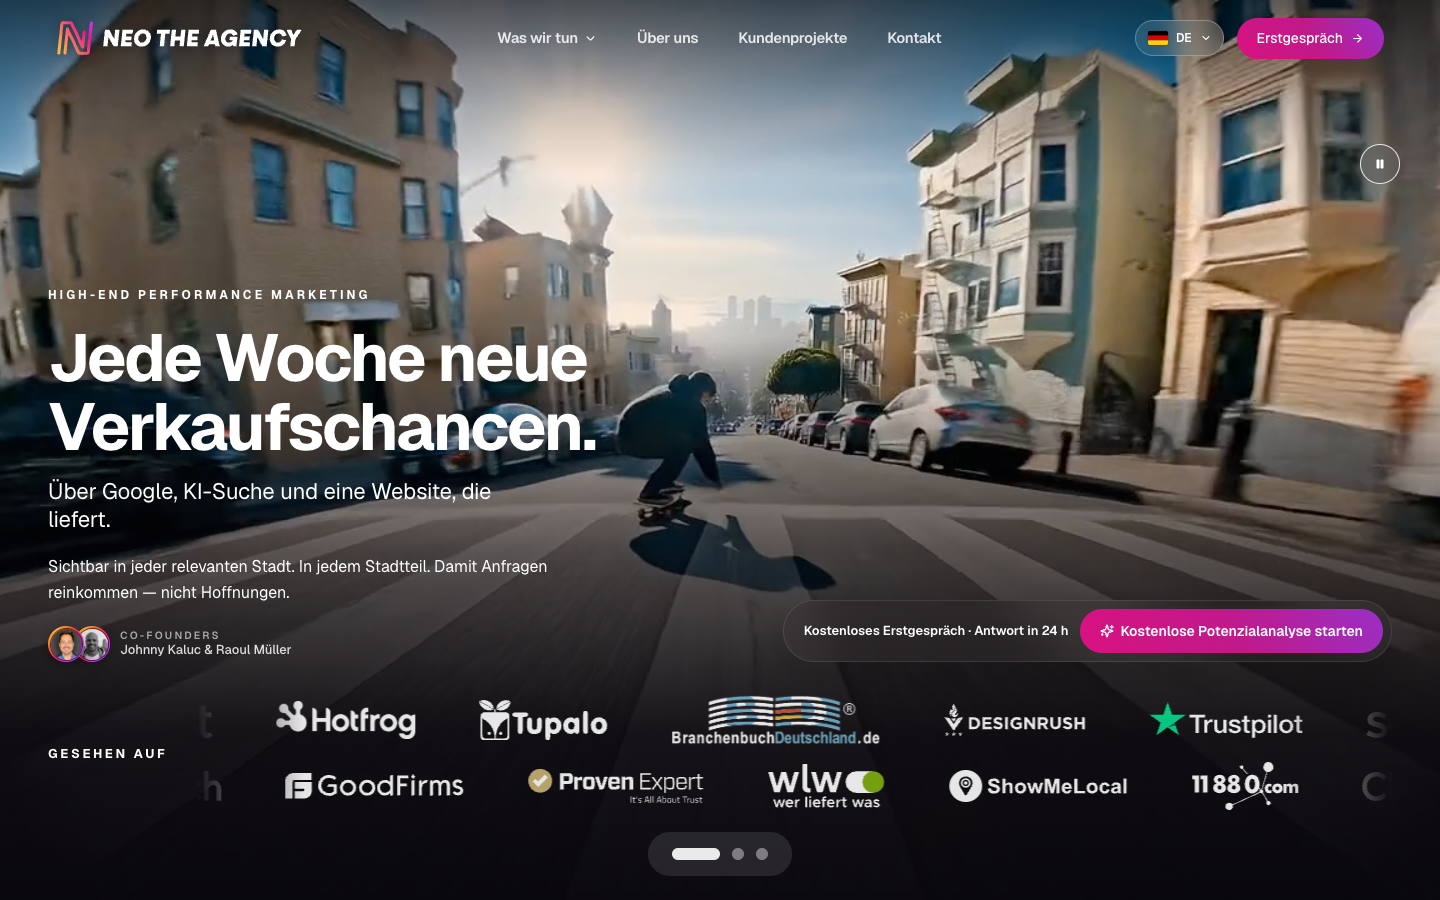 NEO THE AGENCY
Was wir tun
Über uns
Kundenprojekte
Kontakt
DE
Erstgespräch
HIGH-END PERFORMANCE MARKETING
Jede Woche neue
Verkaufschancen.
Über Google, KI-Suche und eine Website, die
liefert.
Sichtbar in jeder relevanten Stadt. In jedem Stadtteil. Damit Anfragen
reinkommen — nicht Hoffnungen.
CO-FOUNDERS
Johnny Kaluc & Raoul Müller
Kostenloses Erstgespräch · Antwort in 24 h
Kostenlose Potenzialanalyse starten
GESEHEN AUF
t
Hotfrog
Tupalo
BranchenbuchDeutschland.de ®
DESIGNRUSH
Trustpilot
S
h
GoodFirms
Proven Expert
It's All About Trust
wlw
wer liefert was
ShowMeLocal
11880.com
C